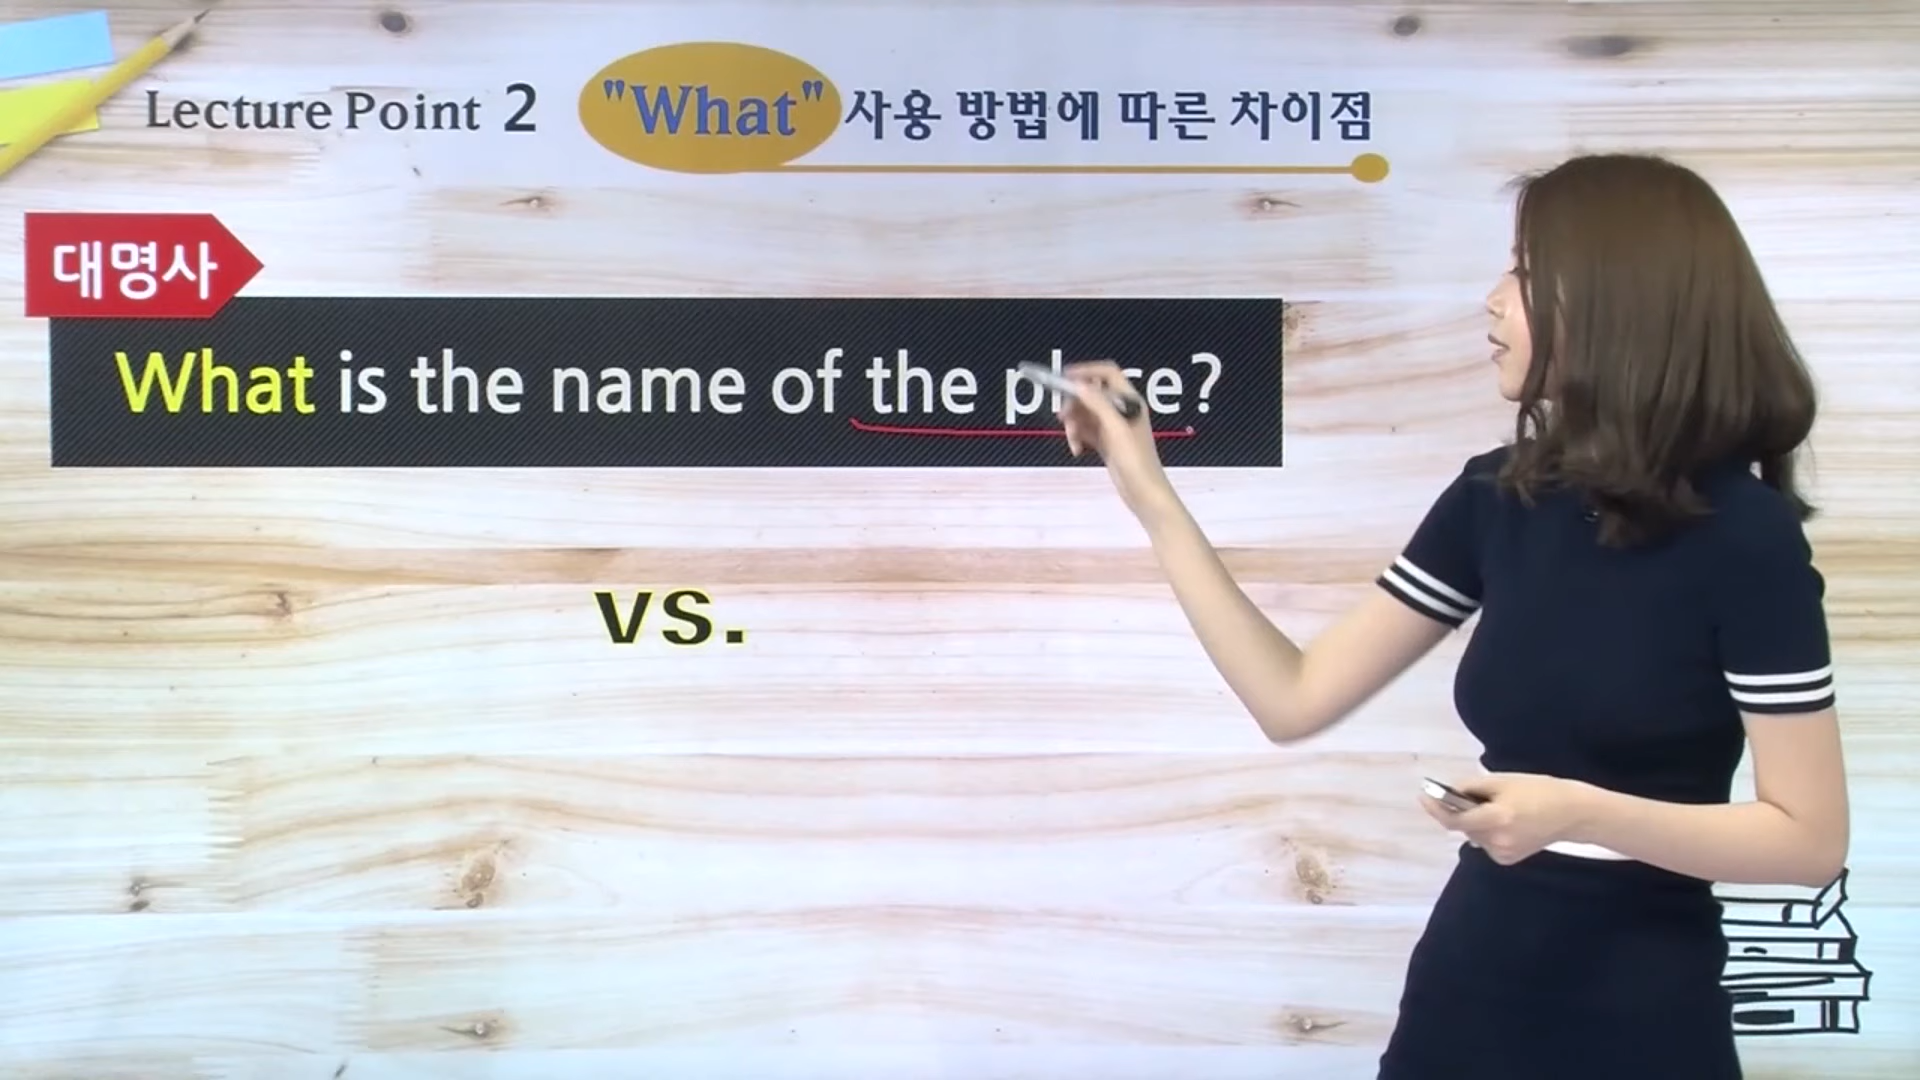 Lecture Point 2 "What" 사용 방법에 따른 차이점
대명사
What is the name of the place?
vs.